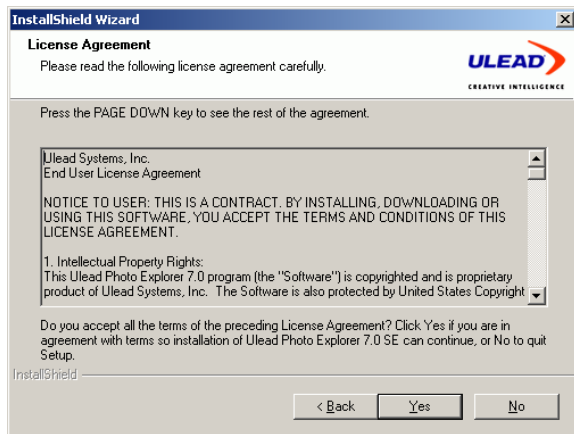 InstallShield Wizard
License Agreement
Please read the following license agreement carefully.
ULEAD
CREATIVE INTELLIGENCE
Press the PAGE DOWN key to see the rest of the agreement.
Ulead Systems, Inc.
End User License Agreement
NOTICE TO USER: THIS IS A CONTRACT. BY INSTALLING, DOWNLOADING OR
USING THIS SOFTWARE, YOU ACCEPT THE TERMS AND CONDITIONS OF THIS
LICENSE AGREEMENT.
1. Intellectual Property Rights:
This Ulead Photo Explorer 7.0 program (the "Software") is copyrighted and is proprietary
product of Ulead Systems, Inc.  The Software is also protected by United States Copyright
Do you accept all the terms of the preceding License Agreement? Click Yes if you are in
agreement with terms so installation of Ulead Photo Explorer 7.0 SE can continue, or No to quit
Setup.
InstallShield
< Back
Yes
No